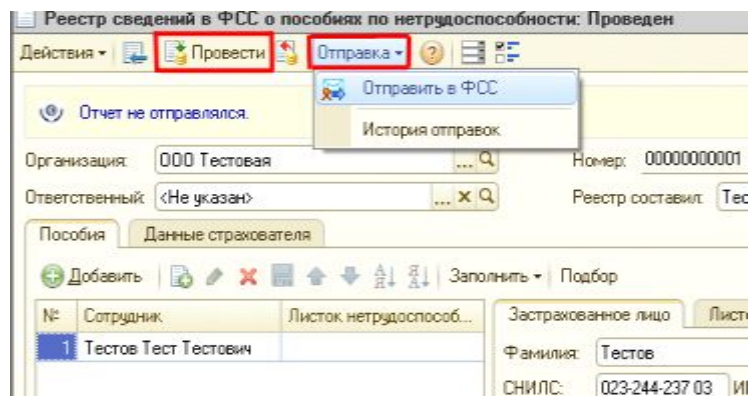 Реестр сведений в ФСС о пособиях по нетрудоспособности: Проведен
Действия Провести Отправка
Отправить в ФСС
Отчет не отправлялся.
История отправок
Организация: ООО Тестовая ... Номер: 00000000001
Ответственный: <Не указан> ... x Реестр составил: Тес
Пособия Данные страхователя
Добавить Заполнить Подбор
№ Сотрудник Листок нетрудоспособ... Застрахованное лицо Листо
1 Тестов Тест Тестович
Фамилия: Тестов
СНИЛС: 023-244-237 03